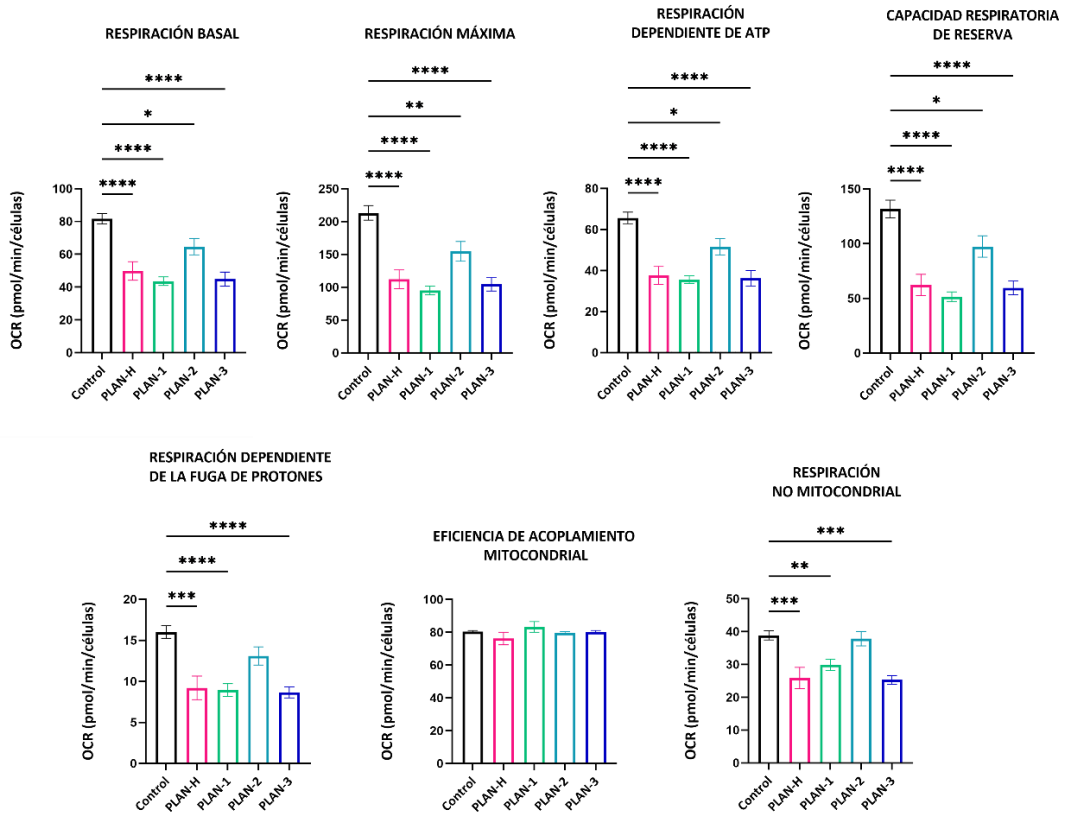 RESPIRACIÓN BASAL
****
*
****
****
OCR (pmol/min/células)
100
80
60
40
20
0
Control
PLAN-H
PLAN-1
PLAN-2
PLAN-3
RESPIRACIÓN MÁXIMA
****
**
****
****
OCR (pmol/min/células)
250
200
150
100
50
0
Control
PLAN-H
PLAN-1
PLAN-2
PLAN-3
RESPIRACIÓN
DEPENDIENTE DE ATP
****
*
****
****
OCR (pmol/min/células)
80
60
40
20
0
Control
PLAN-H
PLAN-1
PLAN-2
PLAN-3
CAPACIDAD RESPIRATORIA
DE RESERVA
****
*
****
****
OCR (pmol/min/células)
150
100
50
0
Control
PLAN-H
PLAN-1
PLAN-2
PLAN-3
RESPIRACIÓN DEPENDIENTE
DE LA FUGA DE PROTONES
****
****
***
OCR (pmol/min/células)
20
15
10
5
0
Control
PLAN-H
PLAN-1
PLAN-2
PLAN-3
EFICIENCIA DE ACOPLAMIENTO
MITOCONDRIAL
OCR (pmol/min/células)
100
80
60
40
20
0
Control
PLAN-H
PLAN-1
PLAN-2
PLAN-3
RESPIRACIÓN
NO MITOCONDRIAL
***
**
***
OCR (pmol/min/células)
50
40
30
20
10
0
Control
PLAN-H
PLAN-1
PLAN-2
PLAN-3